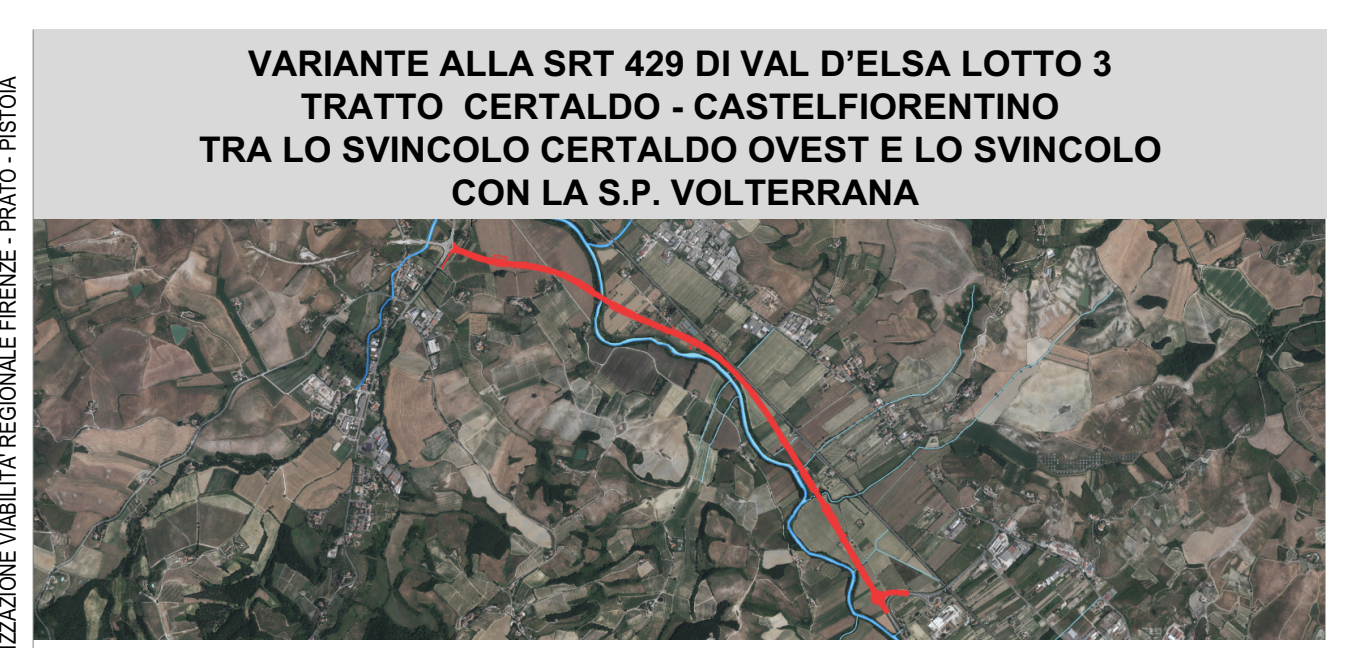 VARIANTE ALLA SRT 429 DI VAL D’ELSA LOTTO 3
TRATTO CERTALDO - CASTELFIORENTINO
TRA LO SVINCOLO CERTALDO OVEST E LO SVINCOLO
CON LA S.P. VOLTERRANA
IZZAZIONE VIABILITA' REGIONALE FIRENZE - PRATO - PISTOIA